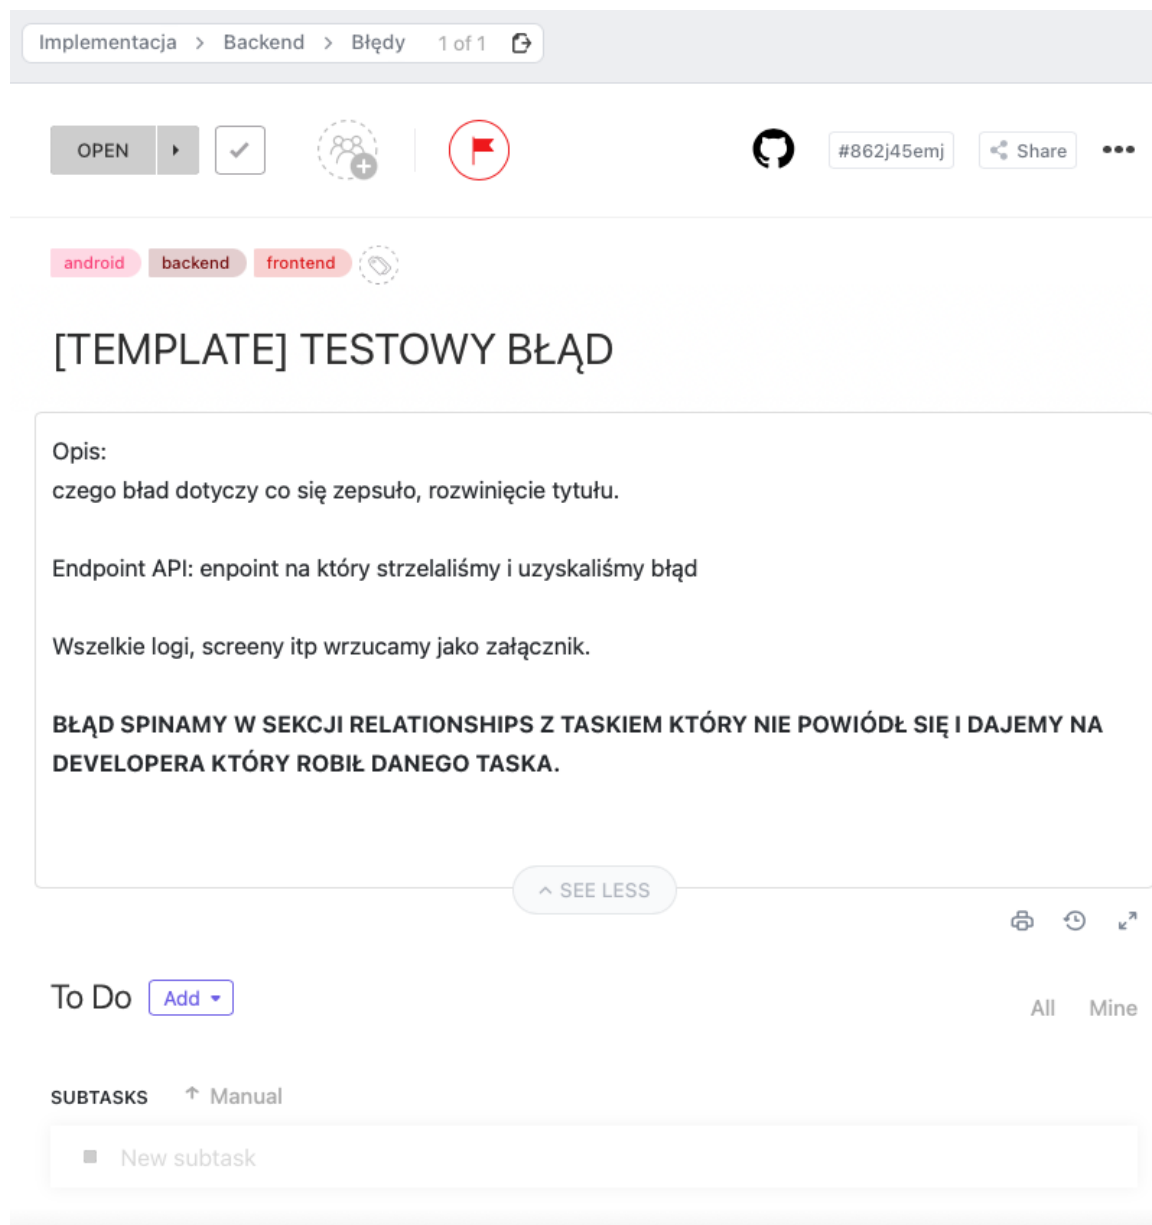 Implementacja > Backend > Błędy 1 of 1
OPEN #862j45emj Share
android backend frontend
[TEMPLATE] TESTOWY BŁĄD
Opis:
czego bład dotyczy co się zepsuło, rozwinięcie tytułu.
Endpoint API: enpoint na który strzelaliśmy i uzyskaliśmy błąd
Wszelkie logi, screeny itp wrzucamy jako załącznik.
BŁĄD SPINAMY W SEKCJI RELATIONSHIPS Z TASKIEM KTÓRY NIE POWIÓDŁ SIĘ I DAJEMY NA
DEVELOPERA KTÓRY ROBIŁ DANEGO TASKA.
SEE LESS
To Do Add
All Mine
SUBTASKS Manual
New subtask